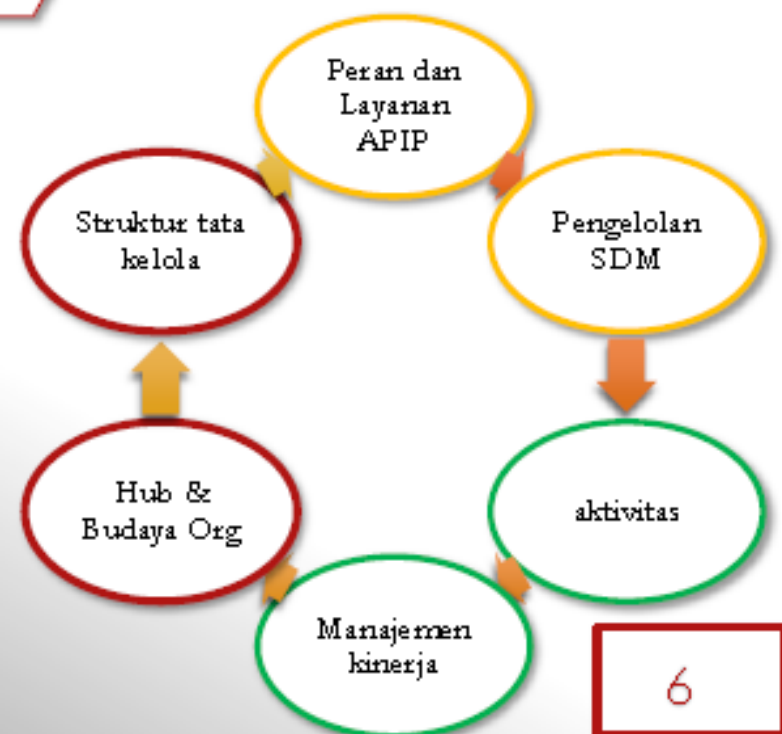 Peran dan
Layanan
APIP
Pengelolan
SDM
aktivitas
Manajemen
kinerja
Hub &
Budaya Org
Struktur tata
kelola
6